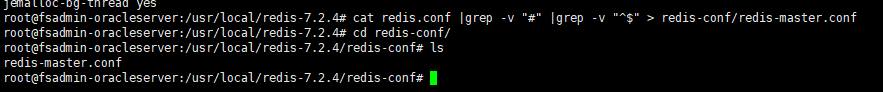 jemalloc-bg-thread yes
root@fsadmin-oracleserver:/usr/local/redis-7.2.4# cat redis.conf |grep -v "#" |grep -v "^$" > redis-conf/redis-master.conf
root@fsadmin-oracleserver:/usr/local/redis-7.2.4# cd redis-conf/
root@fsadmin-oracleserver:/usr/local/redis-7.2.4/redis-conf# ls
redis-master.conf
root@fsadmin-oracleserver:/usr/local/redis-7.2.4/redis-conf#